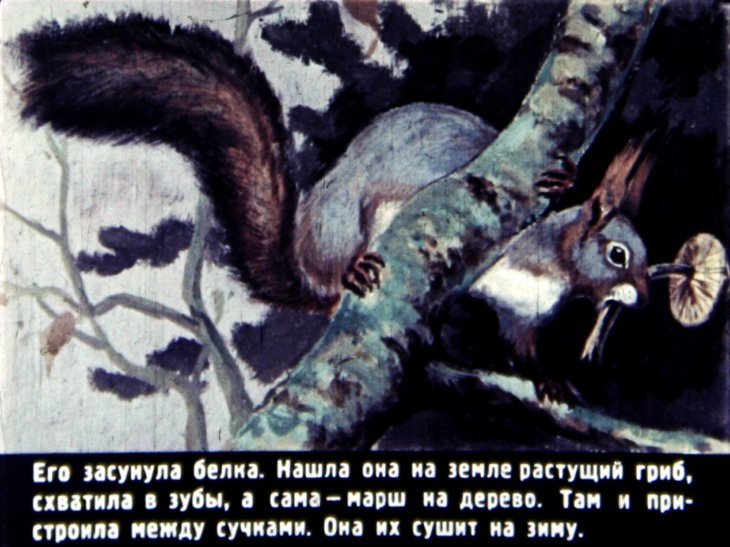 Его засунула белка. Нашла она на земле растущий гриб,
схватила в зубы, а сама – марш на дерево. Там и при-
строила между сучками. Она их сушит на зиму.